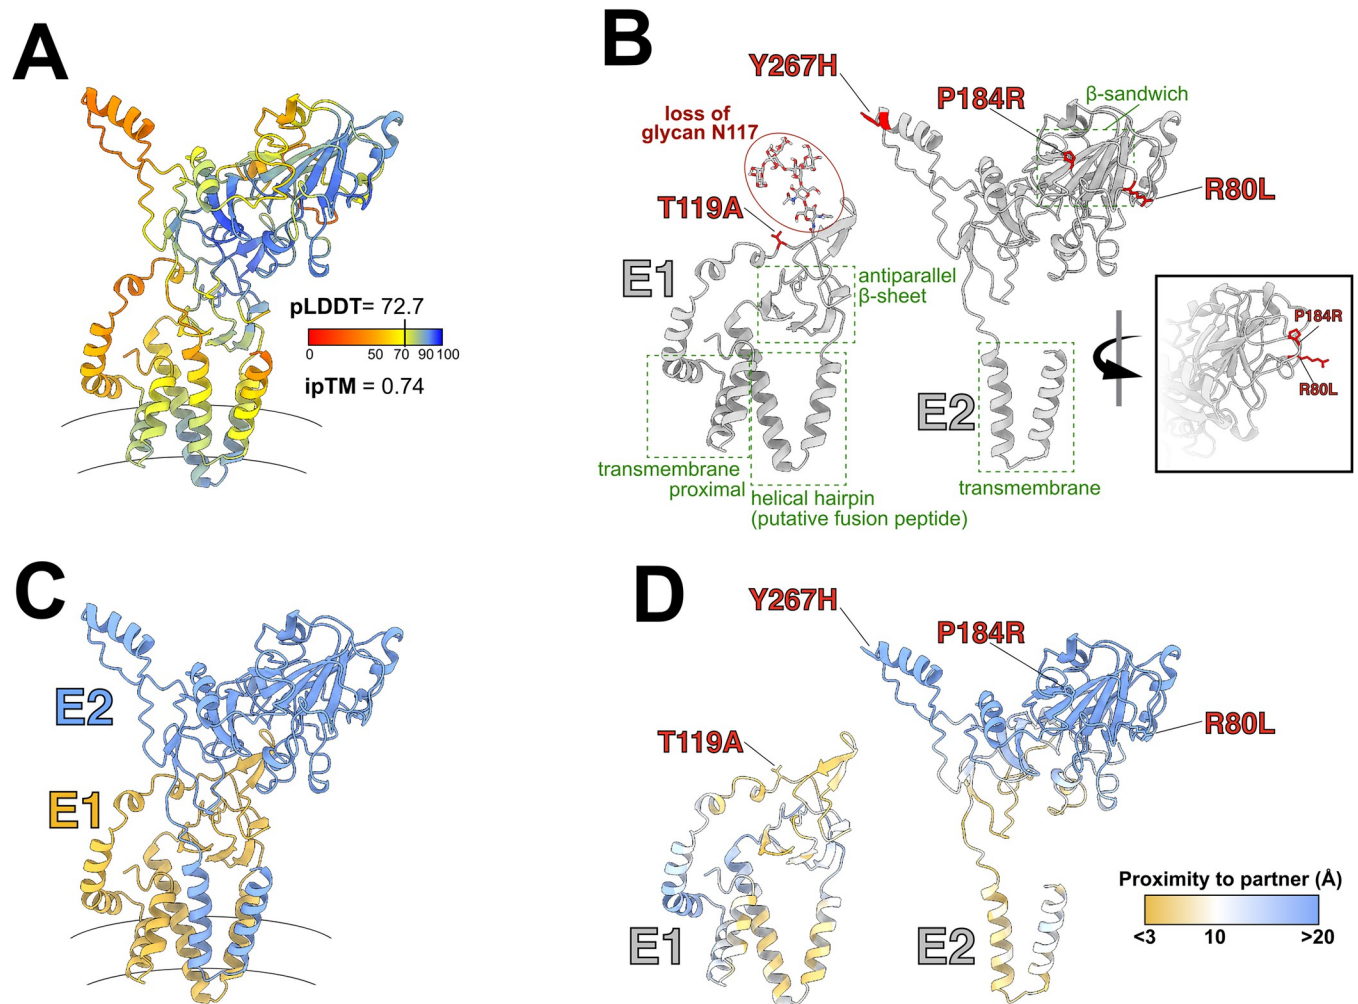 A
pLDDT= 72.7
0 50 70 90 100
ipTM = 0.74
B
Y267H
P184R
β-sandwich
loss of
glycan N117
T119A
R80L
E1
antiparallel
β-sheet
P184R
R80L
E2
transmembrane
proximal
helical hairpin
(putative fusion peptide)
transmembrane
C
E2
E1
D
Y267H
P184R
T119A
R80L
E1
E2
Proximity to partner (Å)
<3 10 >20